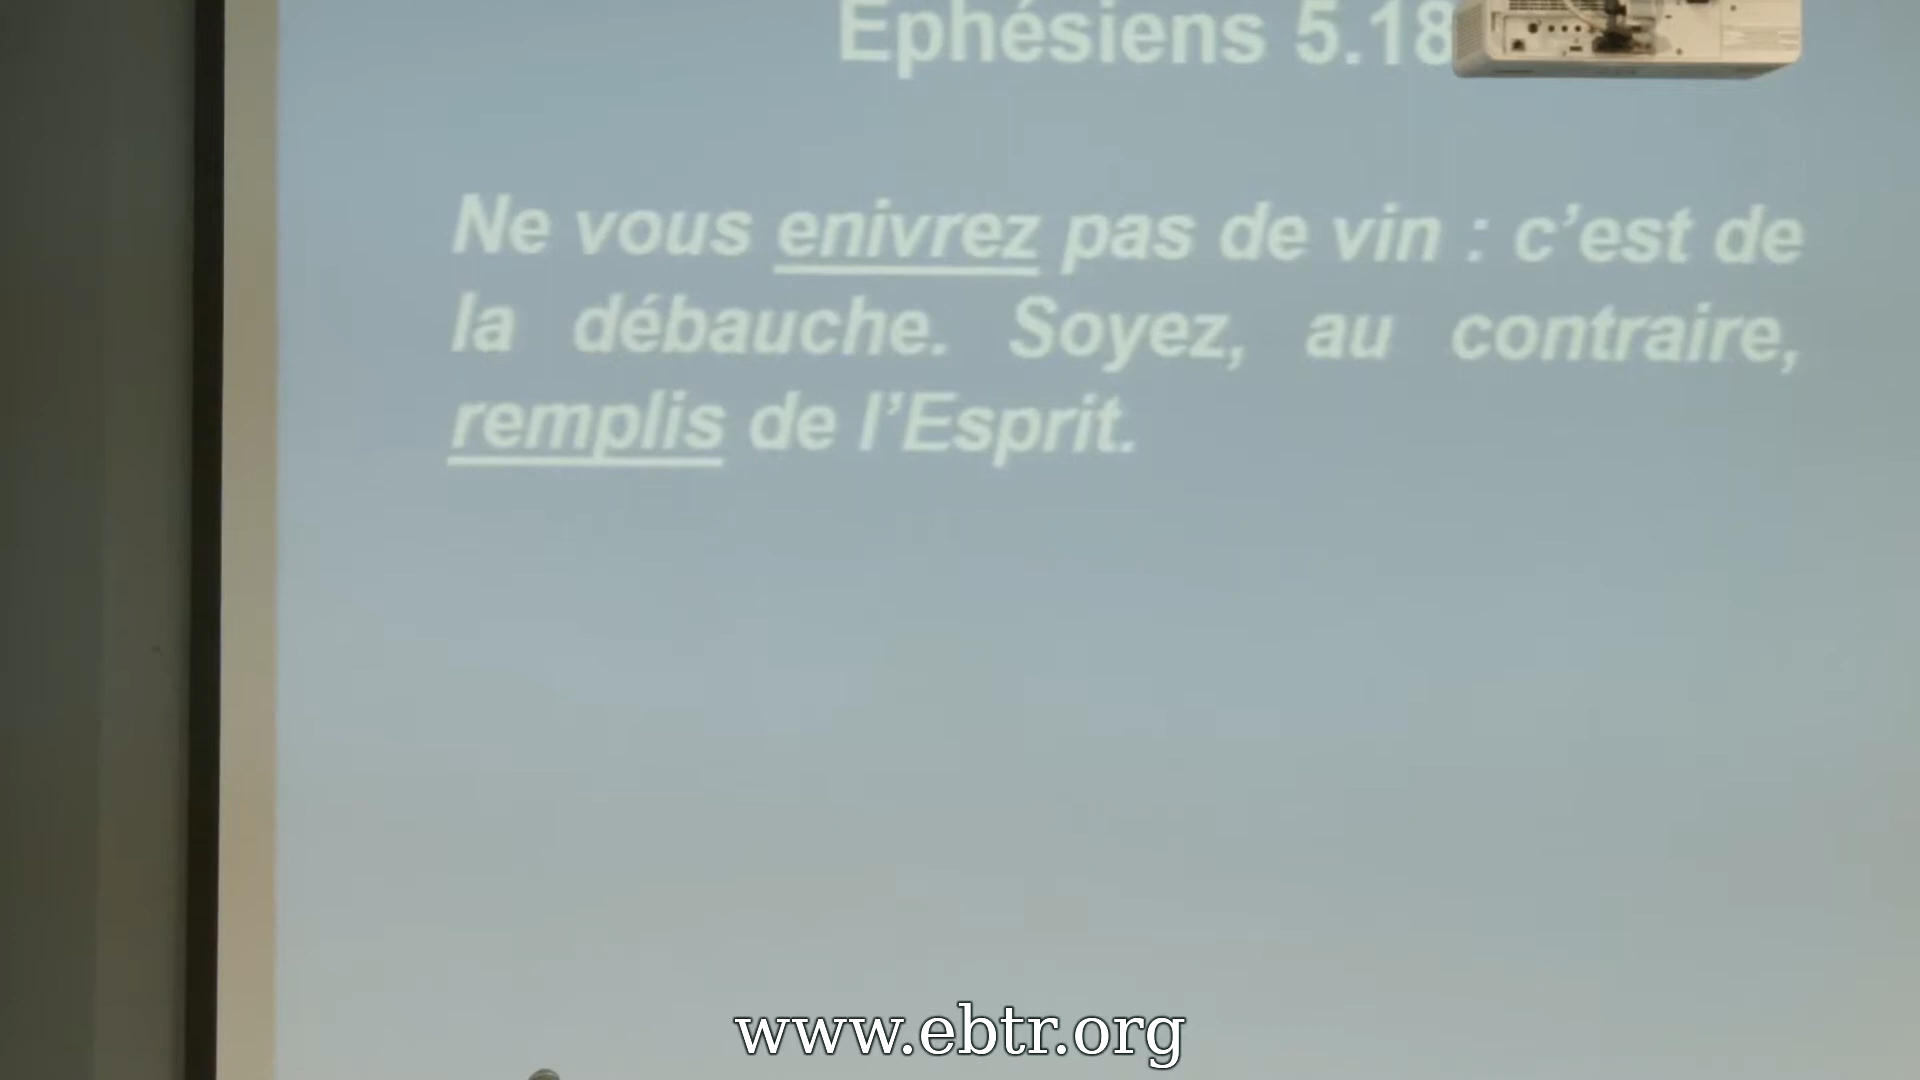 Ephésiens 5.18
Ne vous enivrez pas de vin : c’est de
la débauche. Soyez, au contraire,
remplis de l’Esprit.
www.ebtr.org